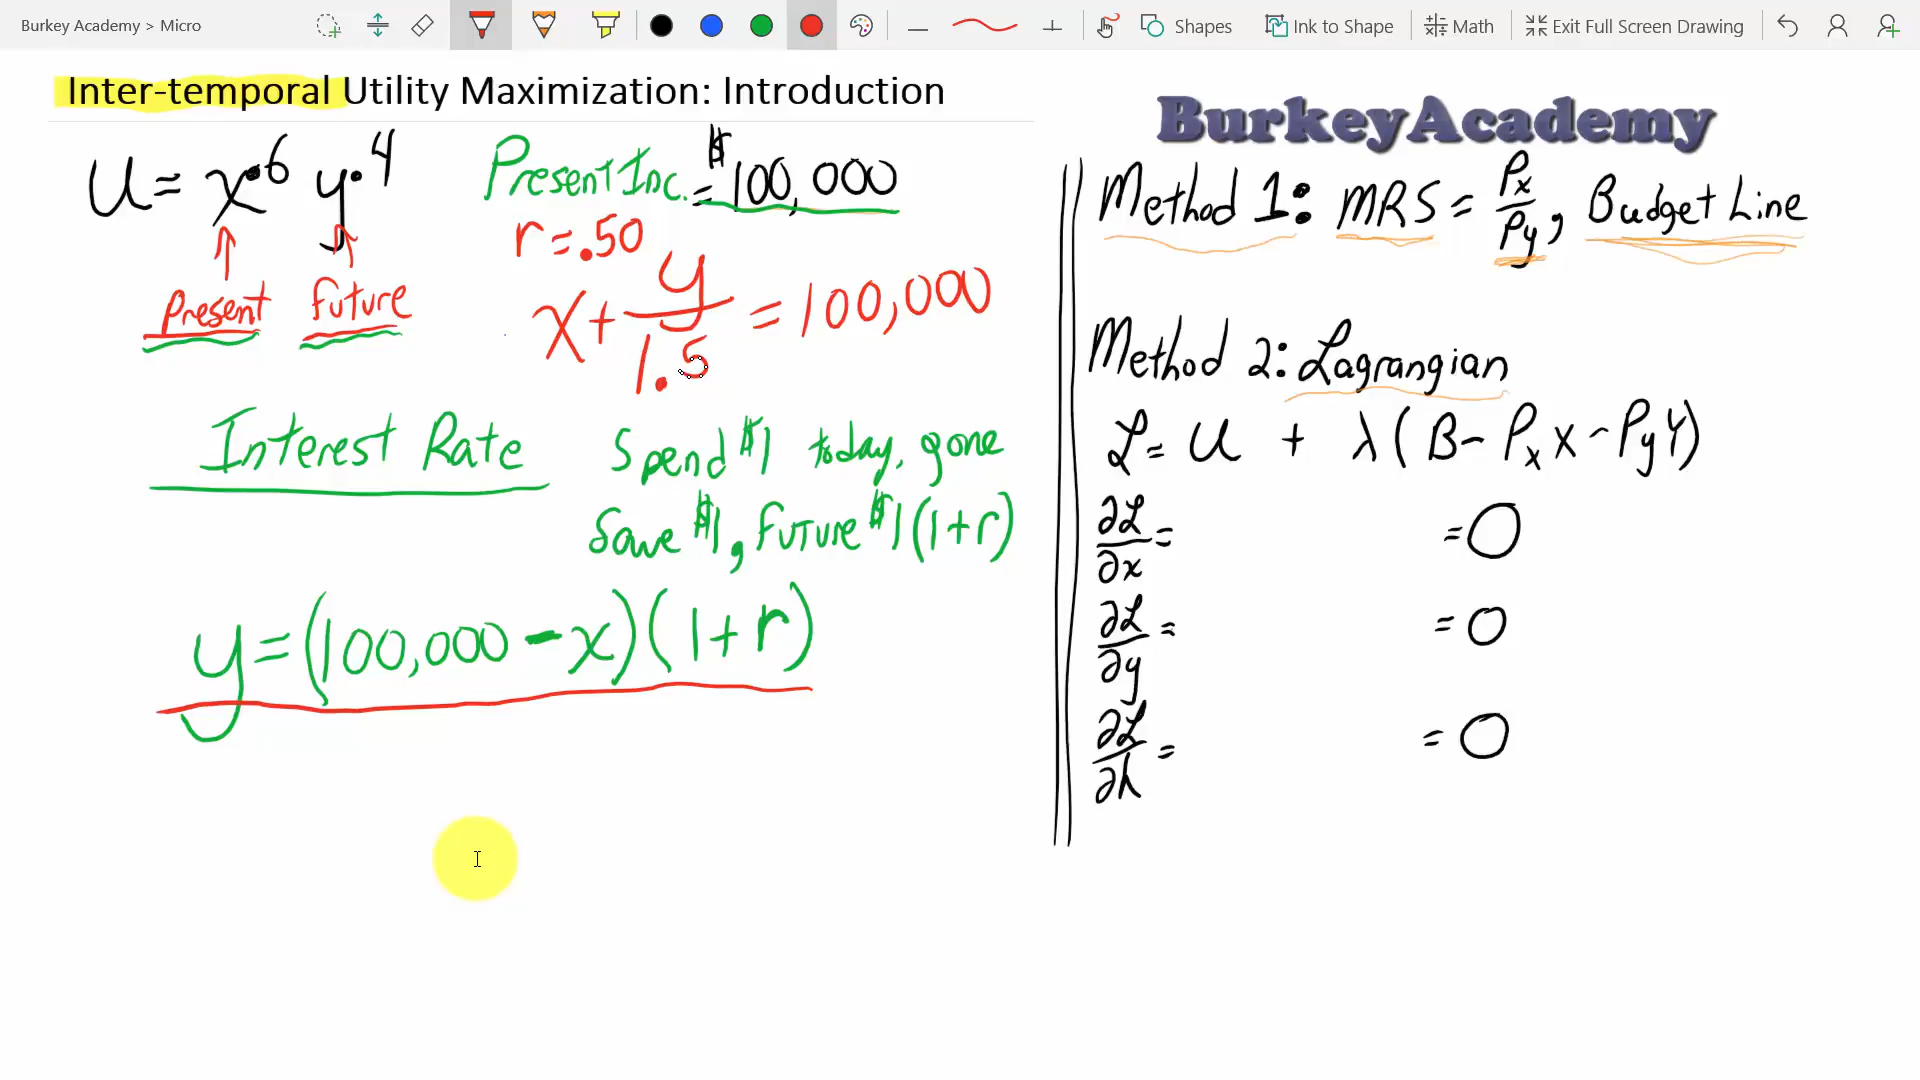 Burkey Academy > Micro
Shapes
Ink to Shape
Math
Exit Full Screen Drawing
Inter-temporal Utility Maximization: Introduction
U = x^.6 y^.4
Present
Future
Present Inc. = $100,000
r = .50
x + y/1.5 = 100,000
Interest Rate
Spend $1 today, gone
Save $1, Future $1(1+r)
y = (100,000 - x)(1+r)
BurkeyAcademy
Method 1: MRS = Px/Py, Budget Line
Method 2: Lagrangian
ℒ = U + λ(B - PxX - PyY)
∂ℒ/∂x = = 0
∂ℒ/∂y = = 0
∂ℒ/∂λ = = 0